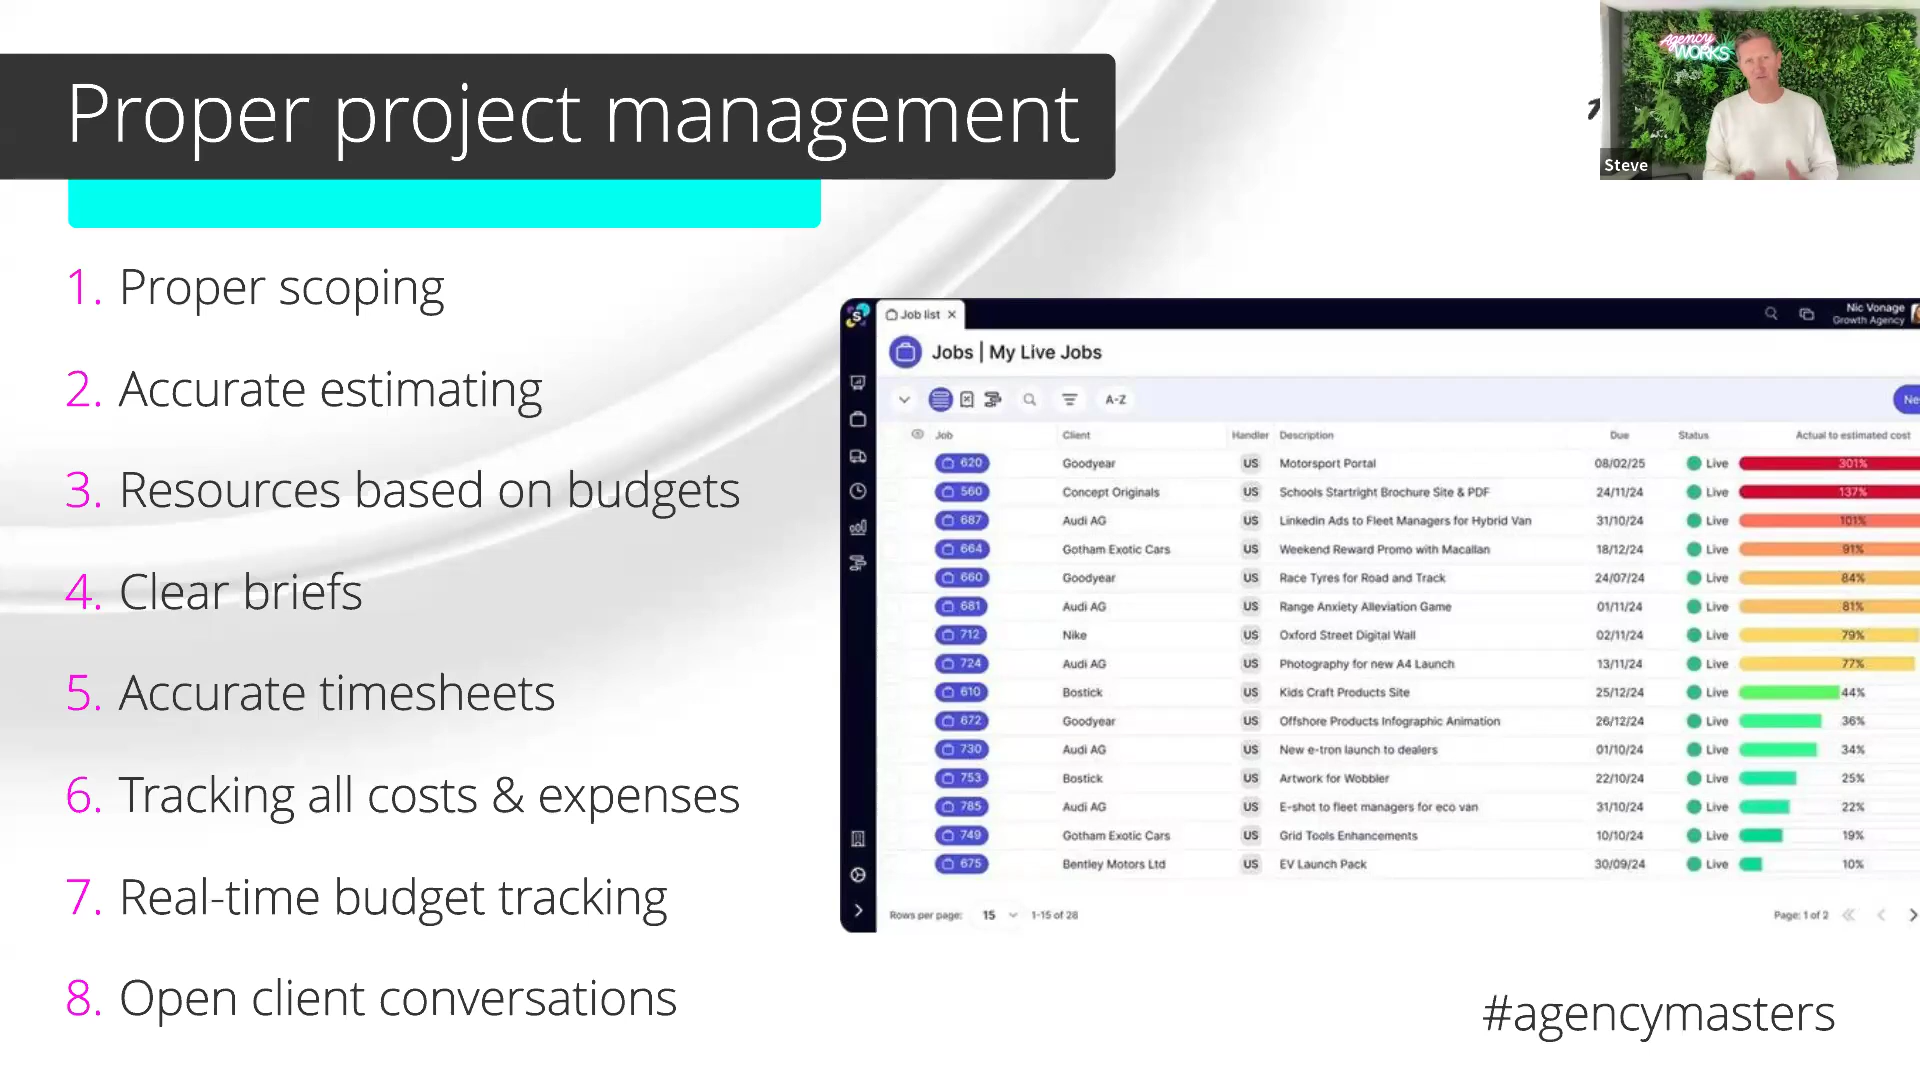 Proper project management
Agency
WORKS
Steve
1. Proper scoping
2. Accurate estimating
3. Resources based on budgets
4. Clear briefs
5. Accurate timesheets
6. Tracking all costs & expenses
7. Real-time budget tracking
8. Open client conversations
S
Job list
Nic Vonage
Growth Agency
Jobs | My Live Jobs
A-Z
Job Client Handler Description Due Status Actual to estimated cost
620 Goodyear US Motorsport Portal 08/02/25 Live 301%
560 Concept Originals US Schools Startright Brochure Site & PDF 24/11/24 Live 137%
687 Audi AG US Linkedin Ads to Fleet Managers for Hybrid Van 31/10/24 Live 101%
664 Gotham Exotic Cars US Weekend Reward Promo with Macallan 18/12/24 Live 91%
660 Goodyear US Race Tyres for Road and Track 24/07/24 Live 84%
681 Audi AG US Range Anxiety Alleviation Game 01/11/24 Live 81%
712 Nike US Oxford Street Digital Wall 02/11/24 Live 79%
724 Audi AG US Photography for new A4 Launch 13/11/24 Live 77%
610 Bostick US Kids Craft Products Site 25/12/24 Live 44%
672 Goodyear US Offshore Products Infographic Animation 26/12/24 Live 36%
730 Audi AG US New e-tron launch to dealers 01/10/24 Live 34%
753 Bostick US Artwork for Wobbler 22/10/24 Live 25%
785 Audi AG US E-shot to fleet managers for eco van 31/10/24 Live 22%
749 Gotham Exotic Cars US Grid Tools Enhancements 10/10/24 Live 19%
675 Bentley Motors Ltd US EV Launch Pack 30/09/24 Live 10%
Rows per page: 15 1-15 of 28 Page: 1 of 2
#agencymasters